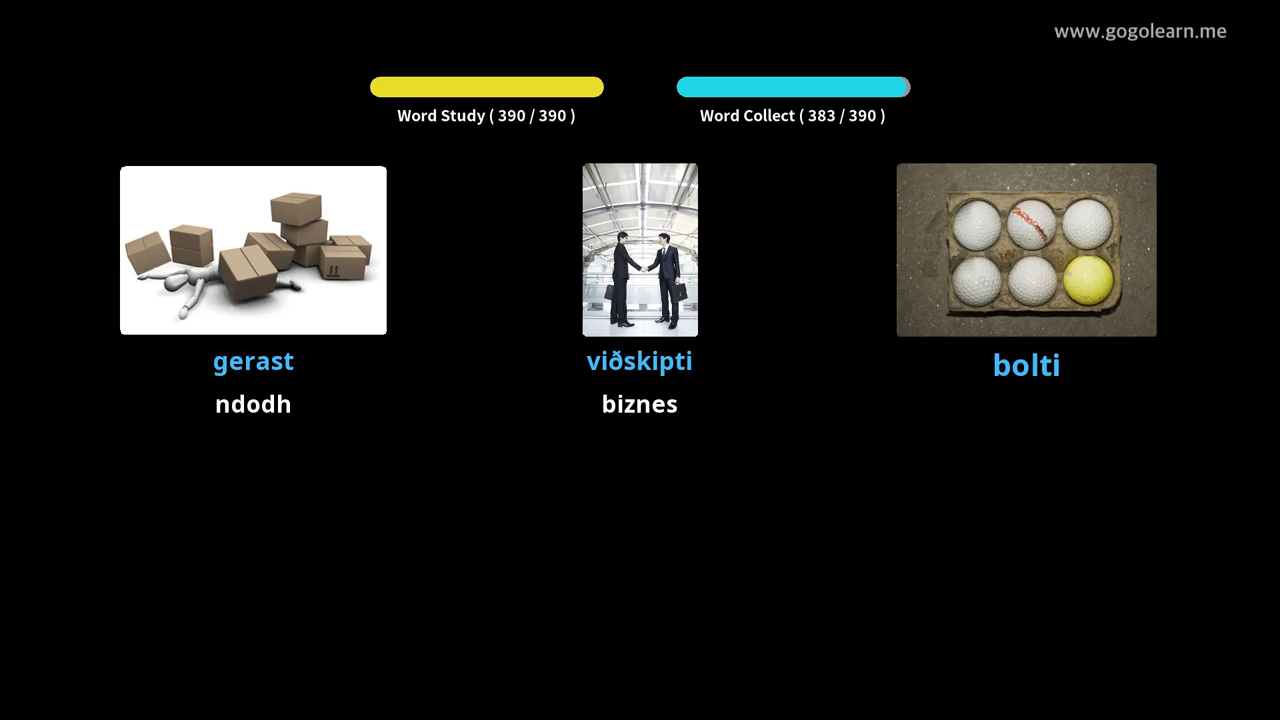 www.gogolearn.me
Word Study ( 390 / 390 )
Word Collect ( 383 / 390 )
gerast
ndodh
viðskipti
biznes
bolti